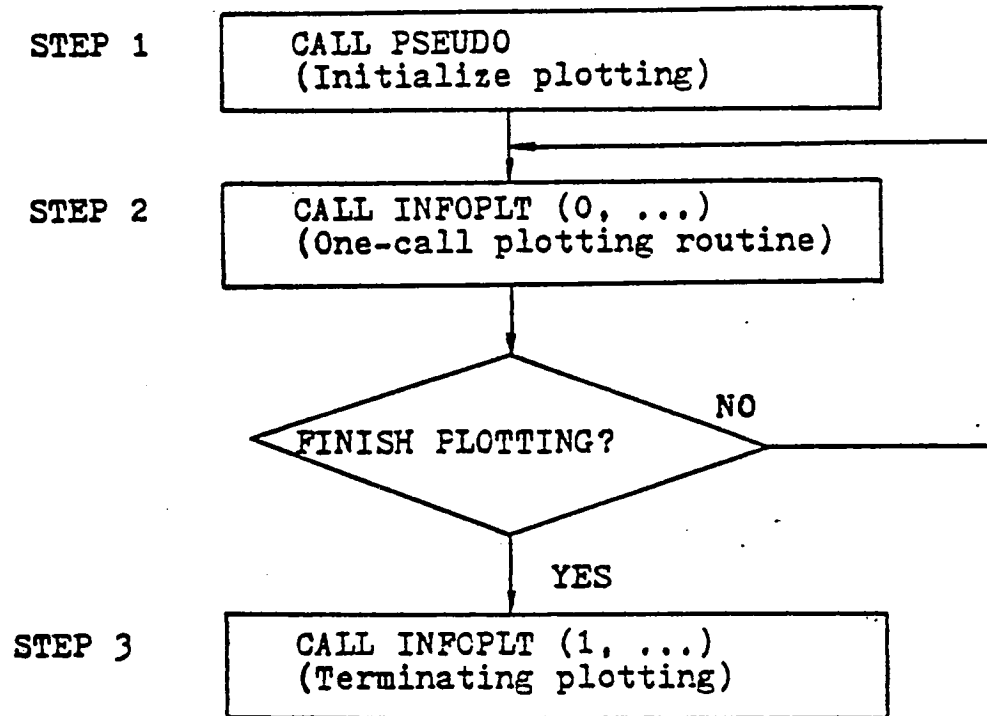 STEP 1
CALL PSEUDO
(Initialize plotting)
STEP 2
CALL INFOPLT (0, ...)
(One-call plotting routine)
FINISH PLOTTING?
NO
YES
STEP 3
CALL INFOPLT (1, ...)
(Terminating plotting)